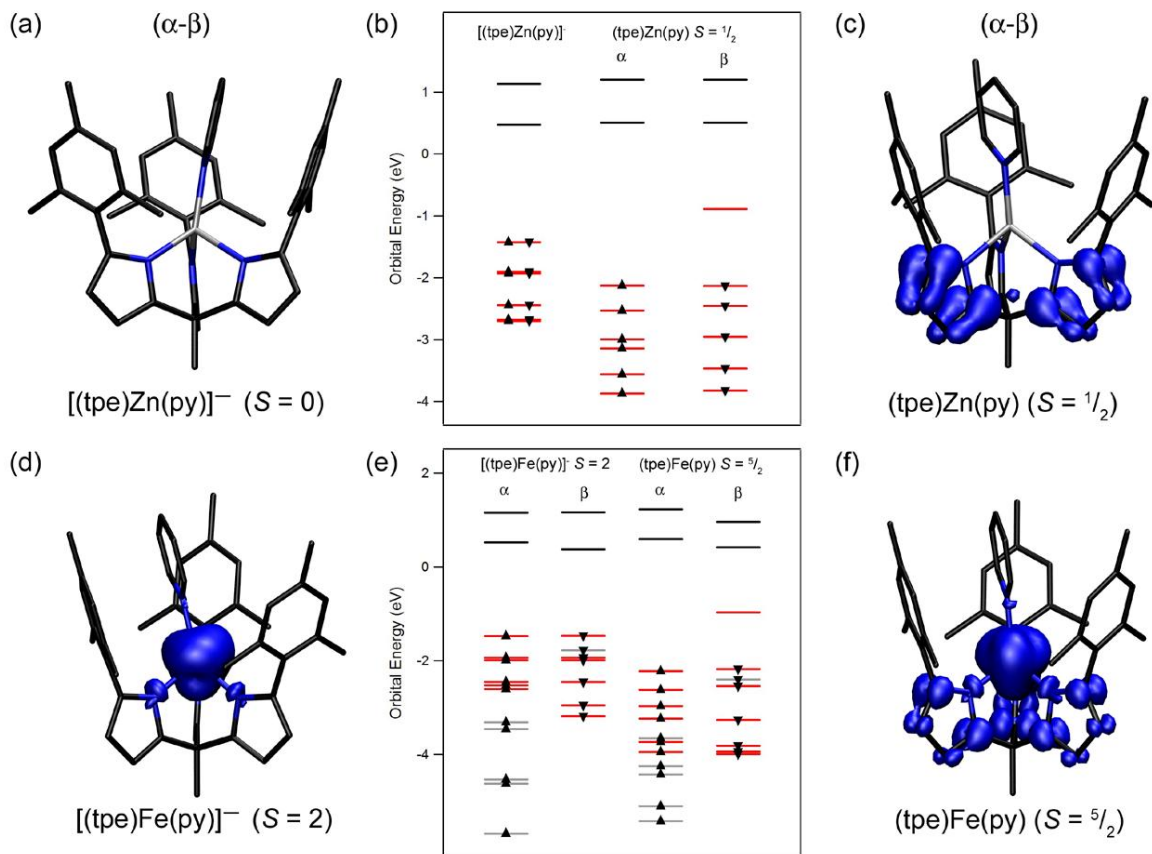 (a) (α-β) (b) (c) (α-β)
[(tpe)Zn(py)]⁻ (tpe)Zn(py) S = 1/2
α β
1
0
-1
-2
-3
-4
Orbital Energy (eV)
[(tpe)Zn(py)]⁻ (S = 0)
(tpe)Zn(py) (S = 1/2)
(d) (e) (f)
[(tpe)Fe(py)]⁻ S = 2 (tpe)Fe(py) S = 5/2
α β α β
2
0
-2
-4
Orbital Energy (eV)
[(tpe)Fe(py)]⁻ (S = 2)
(tpe)Fe(py) (S = 5/2)